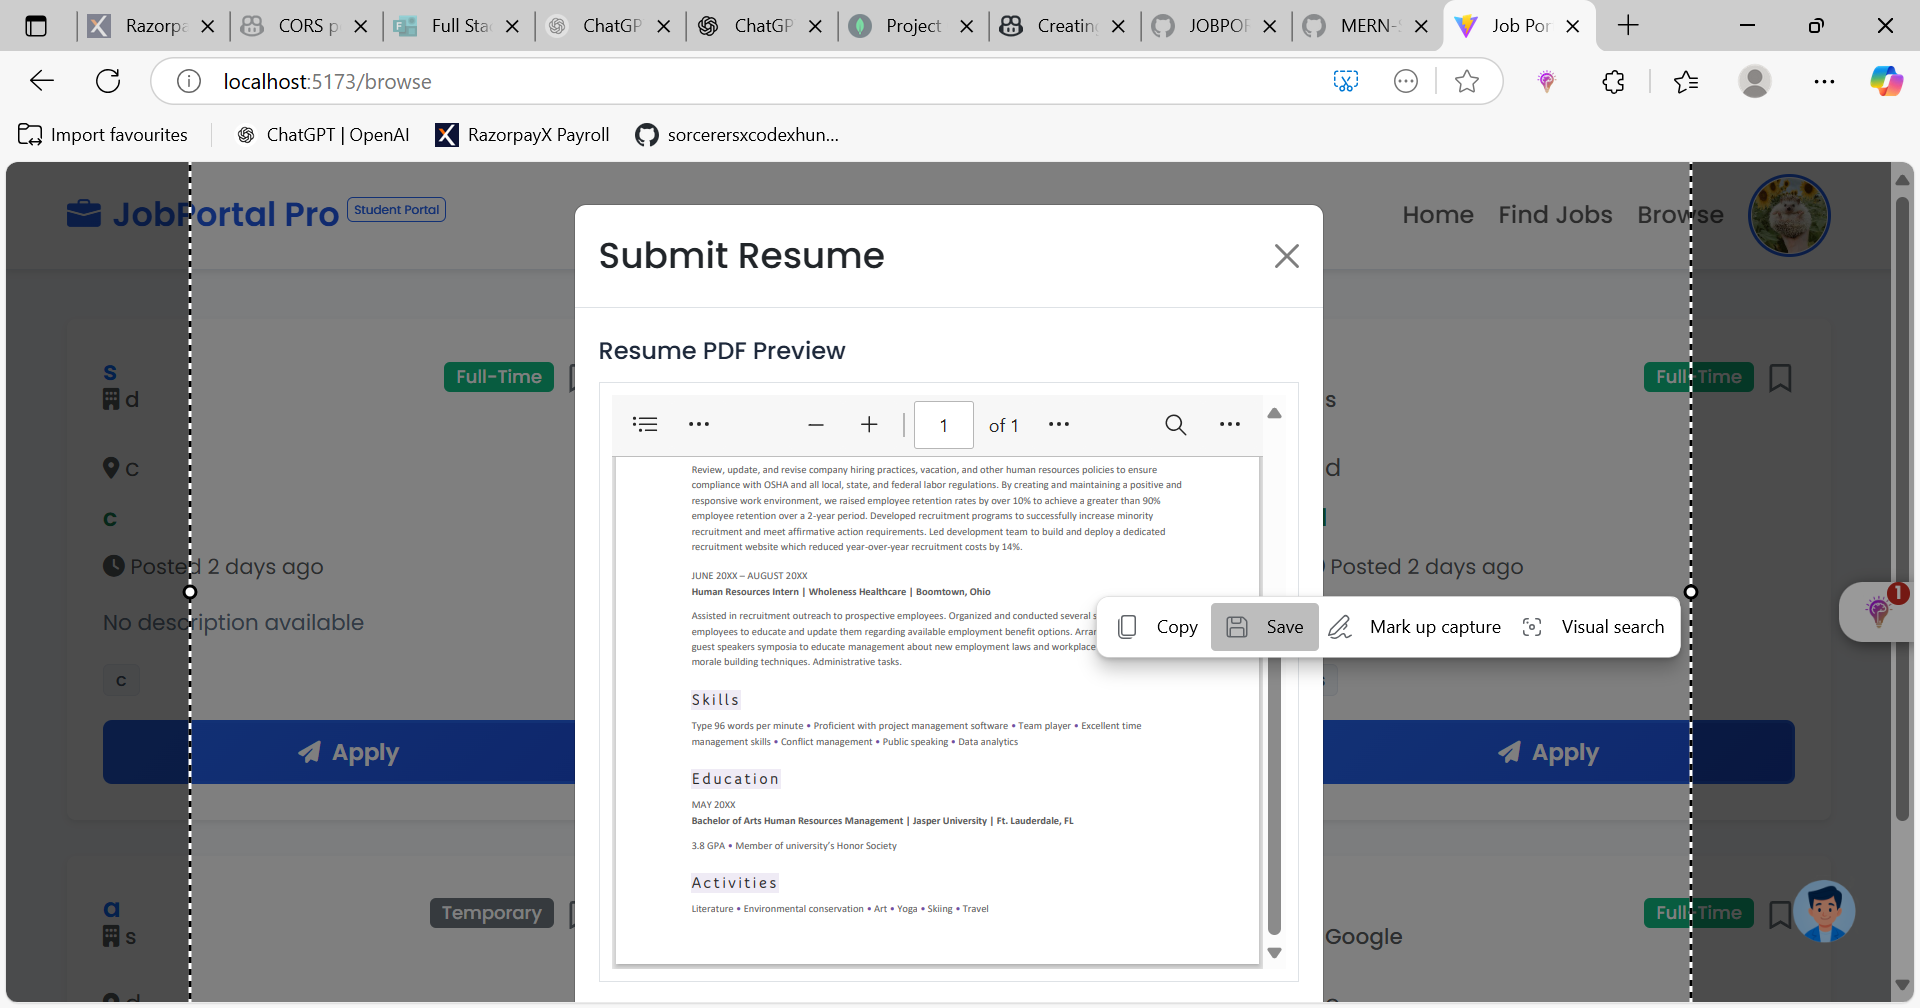 Razorpa
CORS p
Full Sta
ChatGP
ChatGP
Project
Creating
JOBPOR
MERN-S
Job Por
localhost:5173/browse
Import favourites
ChatGPT | OpenAI
RazorpayX Payroll
sorcerersxcodexhun...
JobPortal Pro
Student Portal
Home
Find Jobs
Browse
Submit Resume
Resume PDF Preview
1
of 1
Review, update, and revise company hiring practices, vacation, and other human resources policies to ensure
compliance with OSHA and all local, state, and federal labor regulations. By creating and maintaining a positive and
responsive work environment, we raised employee retention rates by over 10% to achieve a greater than 90%
employee retention over a 2-year period. Developed recruitment programs to successfully increase minority
recruitment and meet affirmative action requirements. Led development team to build and deploy a dedicated
recruitment website which reduced year-over-year recruitment costs by 14%.
JUNE 20XX – AUGUST 20XX
Human Resources Intern | Wholeness Healthcare | Boomtown, Ohio
Assisted in recruitment outreach to prospective employees. Organized and conducted several s
employees to educate and update them regarding available employment benefit options. Arra
guest speakers symposia to educate management about new employment laws and workplace
morale building techniques. Administrative tasks.
Skills
Type 96 words per minute • Proficient with project management software • Team player • Excellent time
management skills • Conflict management • Public speaking • Data analytics
Education
MAY 20XX
Bachelor of Arts Human Resources Management | Jasper University | Ft. Lauderdale, FL
3.8 GPA • Member of university's Honor Society
Activities
Literature • Environmental conservation • Art • Yoga • Skiing • Travel
Copy
Save
Mark up capture
Visual search
1
s
Full-Time
d
C
c
Posted 2 days ago
No description available
c
Apply
Full-Time
s
d
Posted 2 days ago
Apply
a
Temporary
s
Full-Time
Google